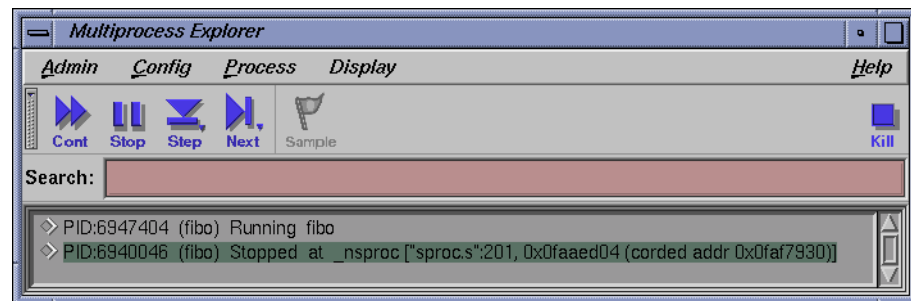 Multiprocess Explorer
Admin Config Process Display Help
Cont Stop Step Next Sample Kill
Search:
PID:6947404 (fibo) Running fibo
PID:6940046 (fibo) Stopped at _nsproc ["sproc.s":201, 0x0faaed04 (corded addr 0x0faf7930)]